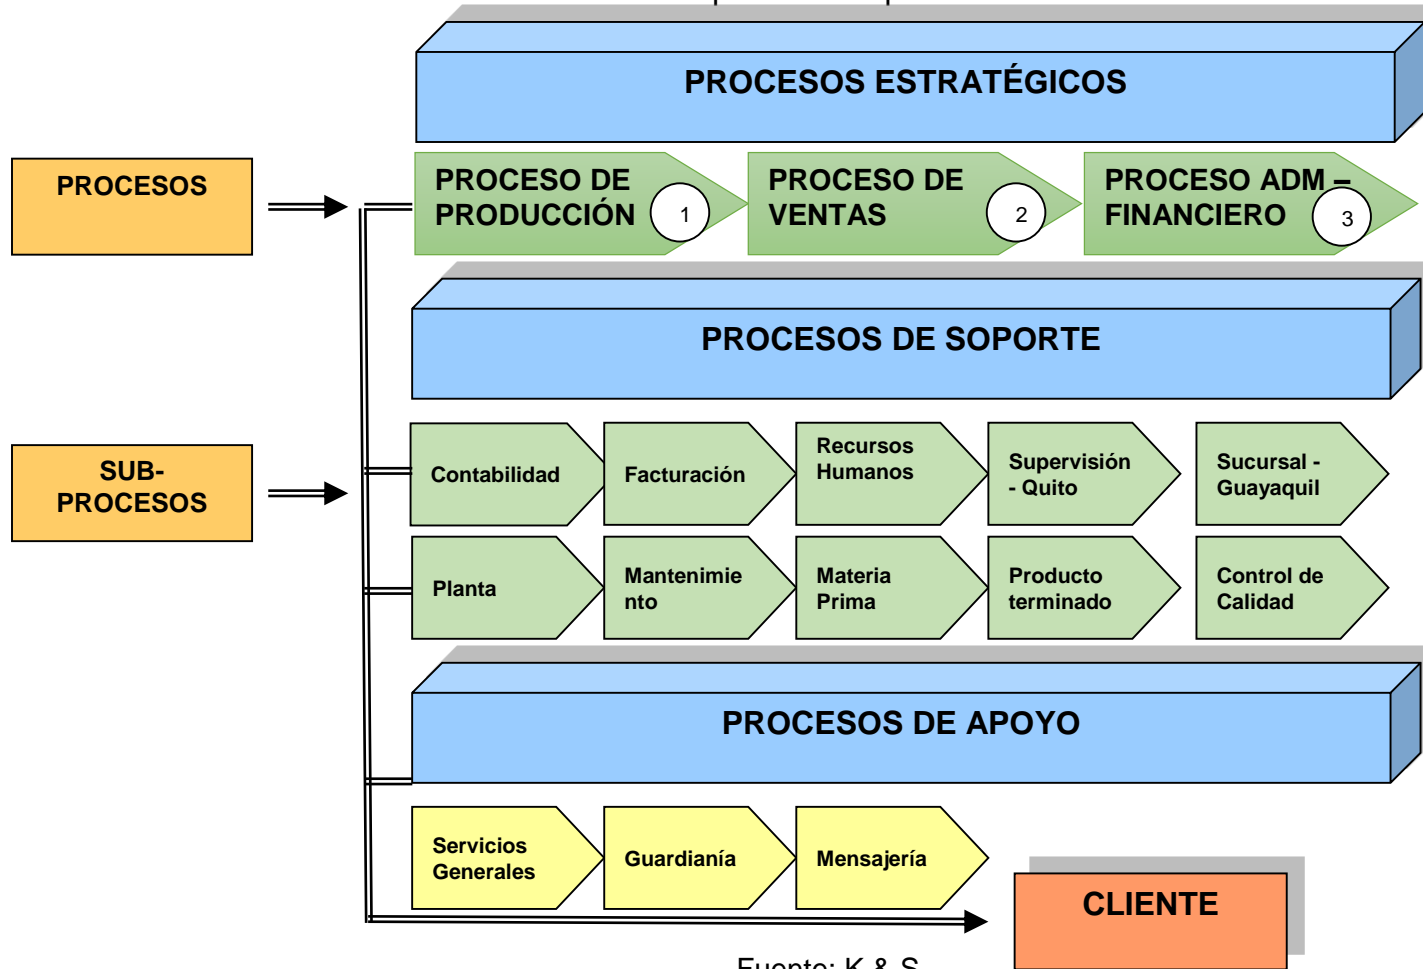 PROCESOS ESTRATÉGICOS
PROCESOS
PROCESO DE
PRODUCCIÓN
1
PROCESO DE
VENTAS
2
PROCESO ADM –
FINANCIERO
3
PROCESOS DE SOPORTE
SUB-
PROCESOS
Contabilidad
Facturación
Recursos
Humanos
Supervisión
- Quito
Sucursal -
Guayaquil
Planta
Mantenimie
nto
Materia
Prima
Producto
terminado
Control de
Calidad
PROCESOS DE APOYO
Servicios
Generales
Guardianía
Mensajería
CLIENTE
Fuente: K & S